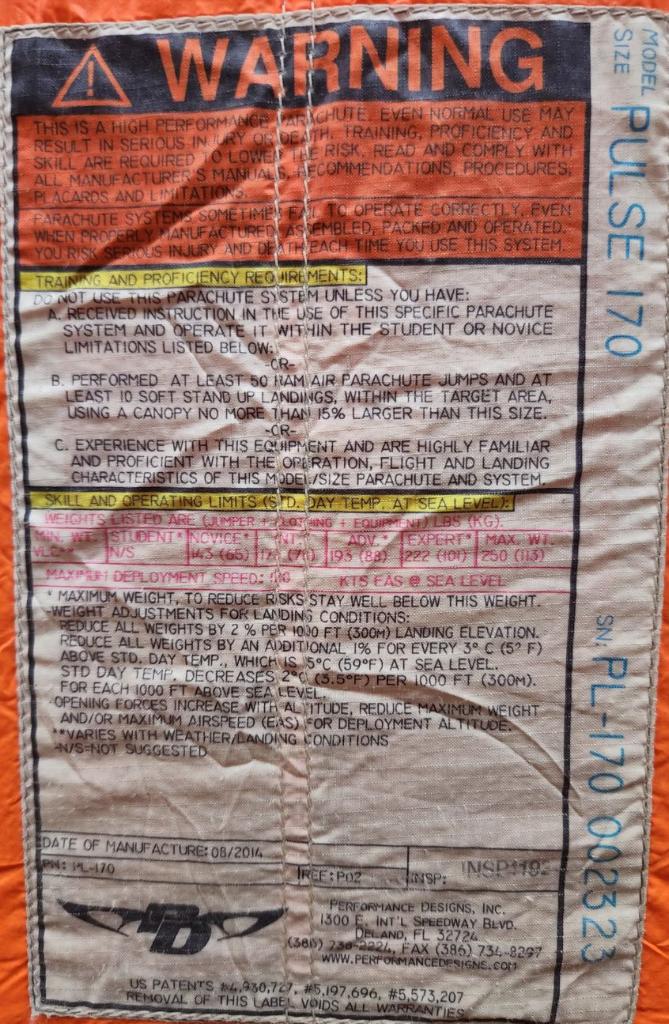 WARNING
THIS IS A HIGH PERFORMANCE PARACHUTE. EVEN NORMAL USE MAY
RESULT IN SERIOUS INJURY OR DEATH. TRAINING, PROFICIENCY AND
SKILL ARE REQUIRED TO LOWER THE RISK. READ AND COMPLY WITH
ALL MANUFACTURER'S MANUALS, RECOMMENDATIONS, PROCEDURES,
PLACARDS AND LIMITATIONS.
PARACHUTE SYSTEMS SOMETIMES FAIL TO OPERATE CORRECTLY, EVEN
WHEN PROPERLY MANUFACTURED, ASSEMBLED, PACKED AND OPERATED.
YOU RISK SERIOUS INJURY AND DEATH EACH TIME YOU USE THIS SYSTEM.
TRAINING AND PROFICIENCY REQUIREMENTS:
DO NOT USE THIS PARACHUTE SYSTEM UNLESS YOU HAVE:
A. RECEIVED INSTRUCTION IN THE USE OF THIS SPECIFIC PARACHUTE
SYSTEM AND OPERATE IT WITHIN THE STUDENT OR NOVICE
LIMITATIONS LISTED BELOW:
-OR-
B. PERFORMED AT LEAST 50 RAM AIR PARACHUTE JUMPS AND AT
LEAST 10 SOFT STAND UP LANDINGS, WITHIN THE TARGET AREA,
USING A CANOPY NO MORE THAN 15% LARGER THAN THIS SIZE.
-OR-
C. EXPERIENCE WITH THIS EQUIPMENT AND ARE HIGHLY FAMILIAR
AND PROFICIENT WITH THE OPERATION, FLIGHT AND LANDING
CHARACTERISTICS OF THIS MODEL/SIZE PARACHUTE AND SYSTEM.
SKILL AND OPERATING LIMITS (STD. DAY TEMP. AT SEA LEVEL):
WEIGHTS LISTED ARE (JUMPER + CLOTHING + EQUIPMENT) LBS (KG).
MIN. WT. STUDENT* NOVICE* INT.* ADV.* EXPERT* MAX. WT.
N/S 143 (65) 193 (88) 222 (101) 250 (113)
MAXIMUM DEPLOYMENT SPEED: KTS EAS @ SEA LEVEL
* MAXIMUM WEIGHT, TO REDUCE RISKS STAY WELL BELOW THIS WEIGHT.
-WEIGHT ADJUSTMENTS FOR LANDING CONDITIONS:
REDUCE ALL WEIGHTS BY 2 % PER 1000 FT (300M) LANDING ELEVATION.
REDUCE ALL WEIGHTS BY AN ADDITIONAL 1% FOR EVERY 3° C (5° F)
ABOVE STD. DAY TEMP., WHICH IS 15°C (59°F) AT SEA LEVEL.
STD DAY TEMP. DECREASES 2°C (3.5°F) PER 1000 FT (300M).
FOR EACH 1000 FT ABOVE SEA LEVEL.
-OPENING FORCES INCREASE WITH ALTITUDE, REDUCE MAXIMUM WEIGHT
AND/OR MAXIMUM AIRSPEED (EAS) FOR DEPLOYMENT ALTITUDE.
**VARIES WITH WEATHER/LANDING CONDITIONS
-N/S=NOT SUGGESTED
DATE OF MANUFACTURE: 08/2014
PN: PL-170 REF: P02 INSP:
PD
PERFORMANCE DESIGNS, INC.
1300 E. INT'L SPEEDWAY BLVD.
DELAND, FL 32724
(386) 738-2224, FAX (386) 734-8297
WWW.PERFORMANCEDESIGNS.COM
US PATENTS #4,930,727, #5,197,696, #5,573,207
REMOVAL OF THIS LABEL VOIDS ALL WARRANTIES
MODEL
SIZE PULSE 170
SN: PL-170 002323